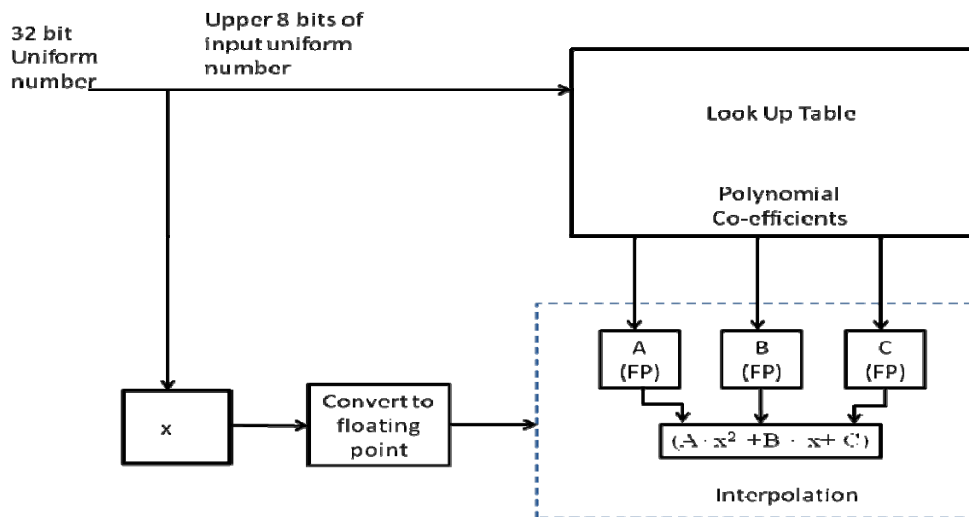 32 bit
Uniform
number
Upper 8 bits of
input uniform
number
Look Up Table
Polynomial
Co-efficients
A
(FP)
B
(FP)
C
(FP)
x
Convert to
floating
point
(A · x² +B · x+ C)
Interpolation